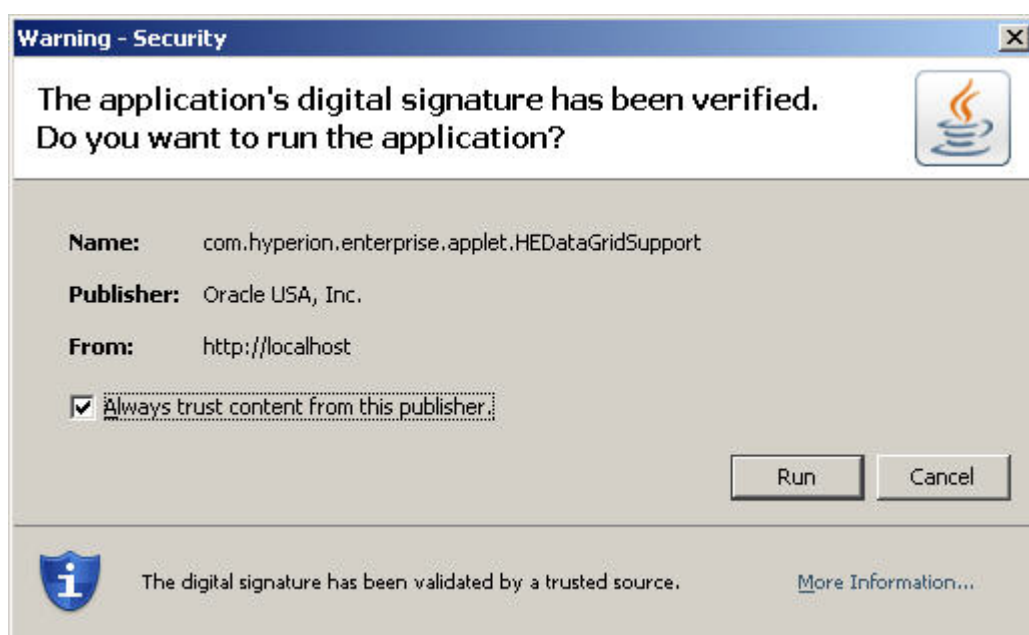 Warning - Security
The application's digital signature has been verified.
Do you want to run the application?
Name: com.hyperion.enterprise.applet.HEDataGridSupport
Publisher: Oracle USA, Inc.
From: http://localhost
Always trust content from this publisher.
Run Cancel
The digital signature has been validated by a trusted source. More Information...